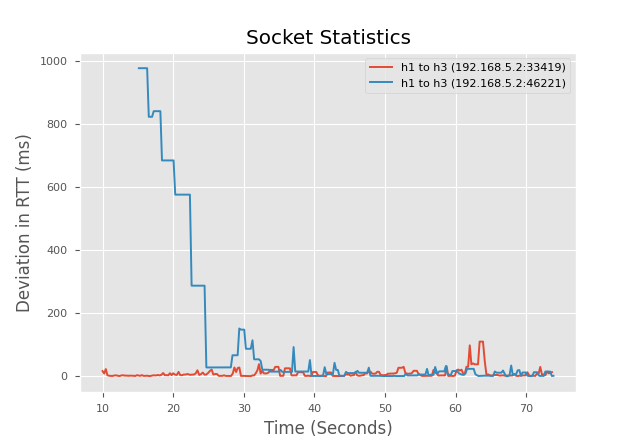 Socket Statistics
h1 to h3 (192.168.5.2:33419)
h1 to h3 (192.168.5.2:46221)
Deviation in RTT (ms)
1000
800
600
400
200
0
10
20
30
40
50
60
70
Time (Seconds)